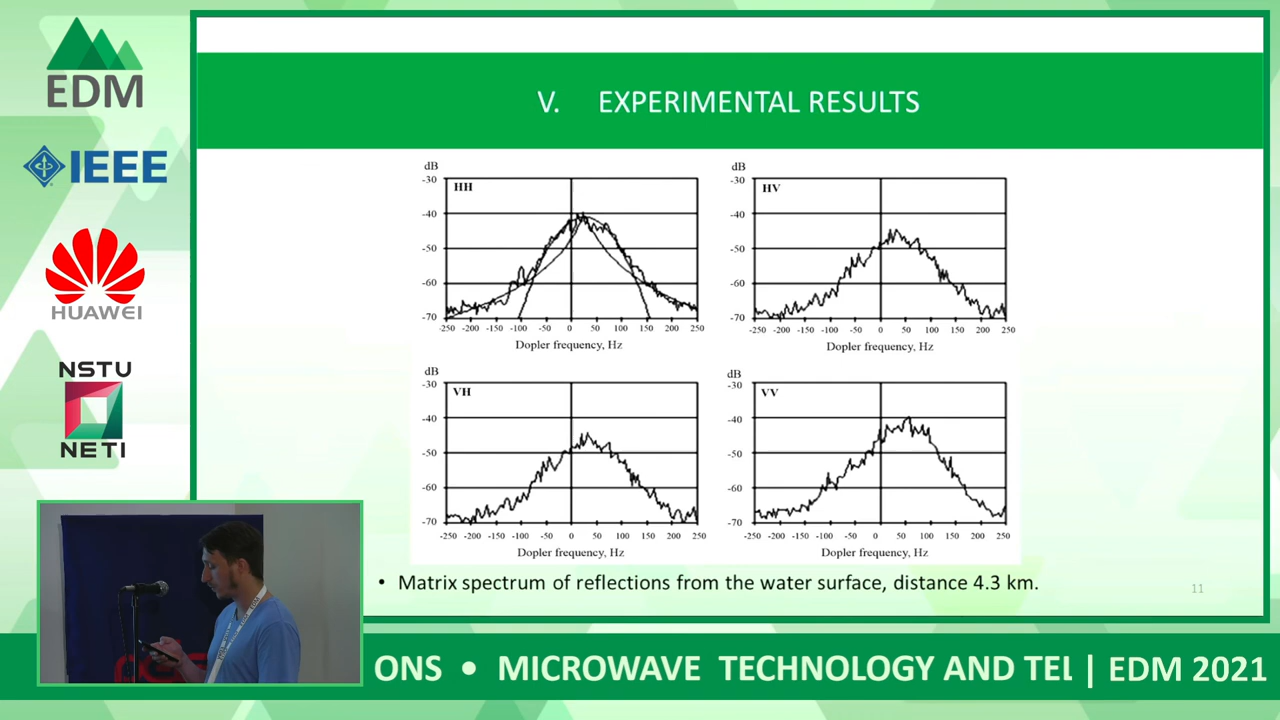 EDM
IEEE
HUAWEI
NSTU
NETI
V. EXPERIMENTAL RESULTS
dB
-30
HH
-40
-50
-60
-70
-250 -200 -150 -100 -50 0 50 100 150 200 250
Dopler frequency, Hz
dB
-30
HV
-40
-50
-60
-70
-250 -200 -150 -100 -50 0 50 100 150 200 250
Dopler frequency, Hz
dB
-30
VH
-40
-50
-60
-70
-250 -200 -150 -100 -50 0 50 100 150 200 250
Dopler frequency, Hz
dB
-30
VV
-40
-50
-60
-70
-250 -200 -150 -100 -50 0 50 100 150 200 250
Dopler frequency, Hz
• Matrix spectrum of reflections from the water surface, distance 4.3 km.
11
ONS • MICROWAVE TECHNOLOGY AND TEL | EDM 2021